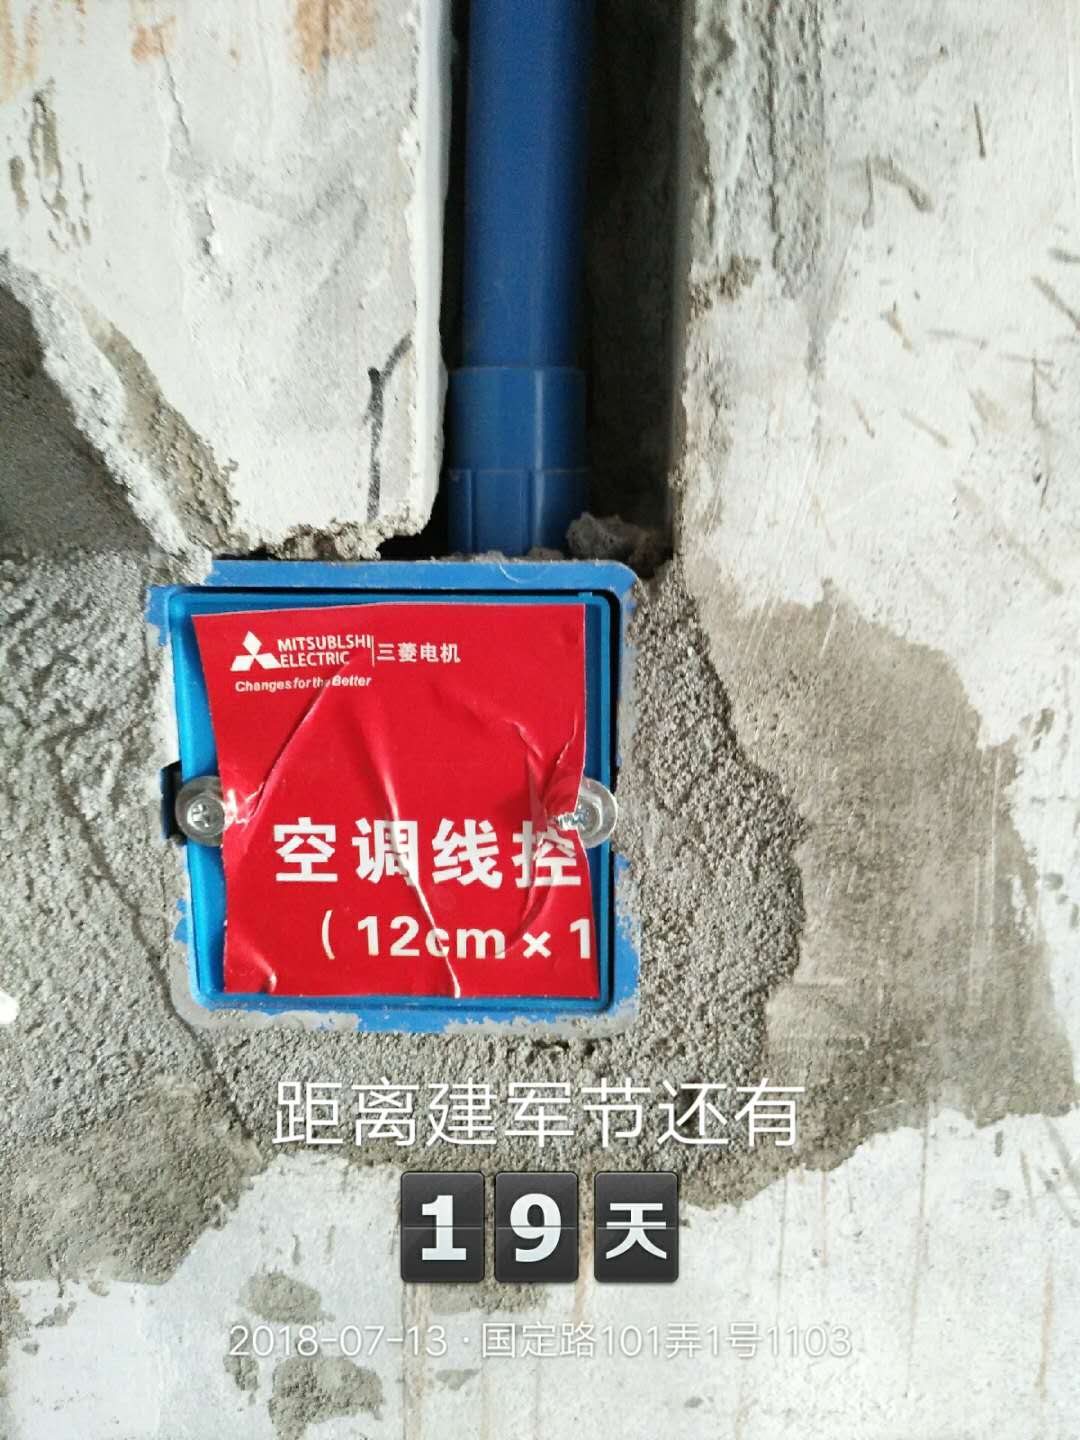 MITSUBLSHI
ELECTRIC
三菱电机
Changes for the Better
空调线控
（12cm×1
距离建军节还有
19天
2018-07-13·国定路101弄1号1103